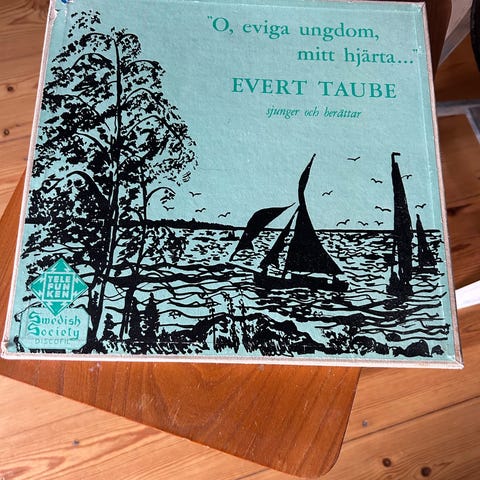 "O, eviga ungdom,
mitt hjärta..."
EVERT TAUBE
sjunger och berättar
TELE
FUN
KEN
Swedish
Society
DISCOFIL